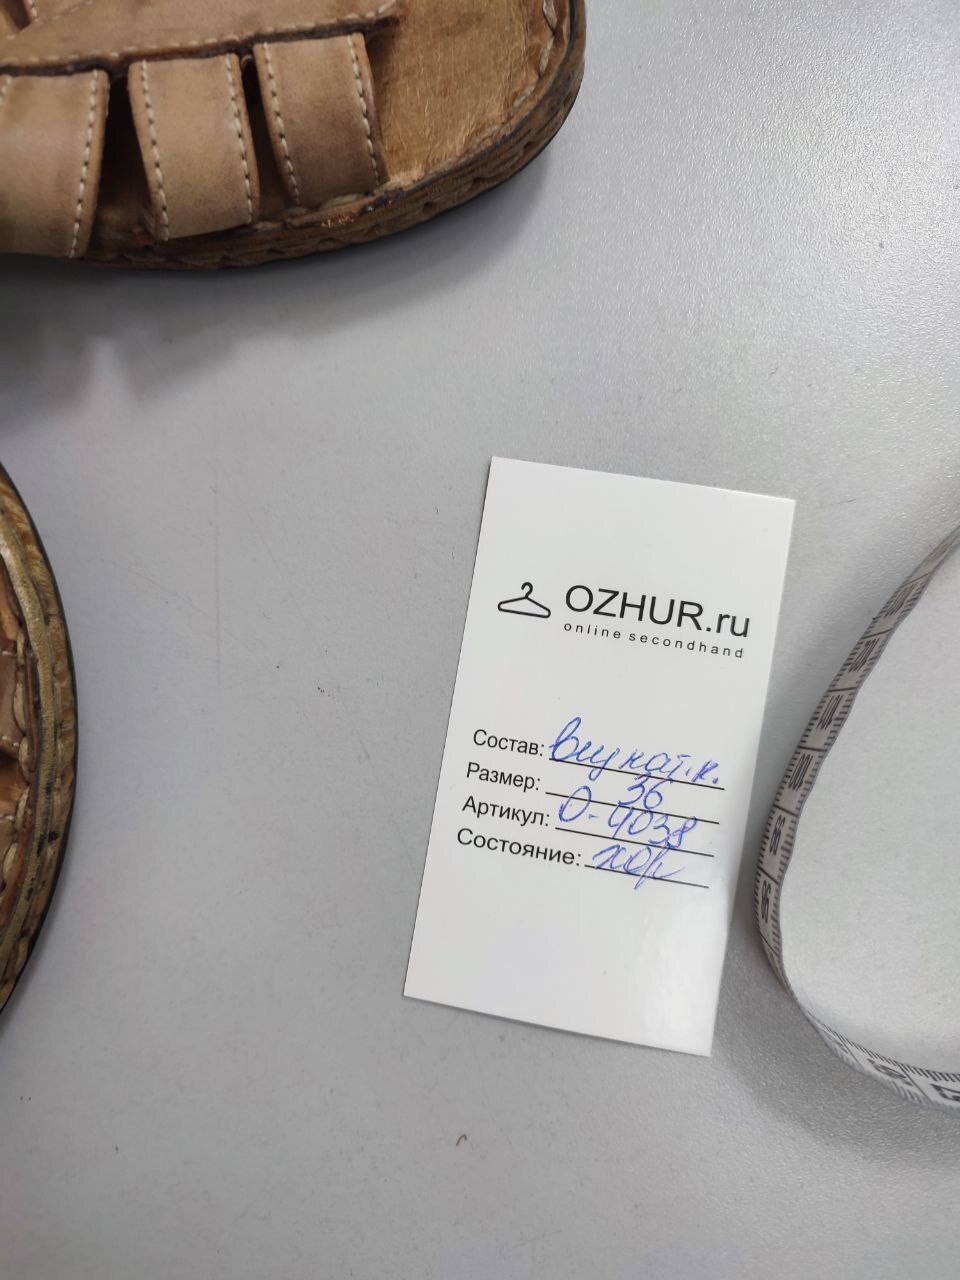 OZHUR.ru
online secondhand
Состав: вн нат.к.
Размер: 36
Артикул: О-4038
Состояние: хор